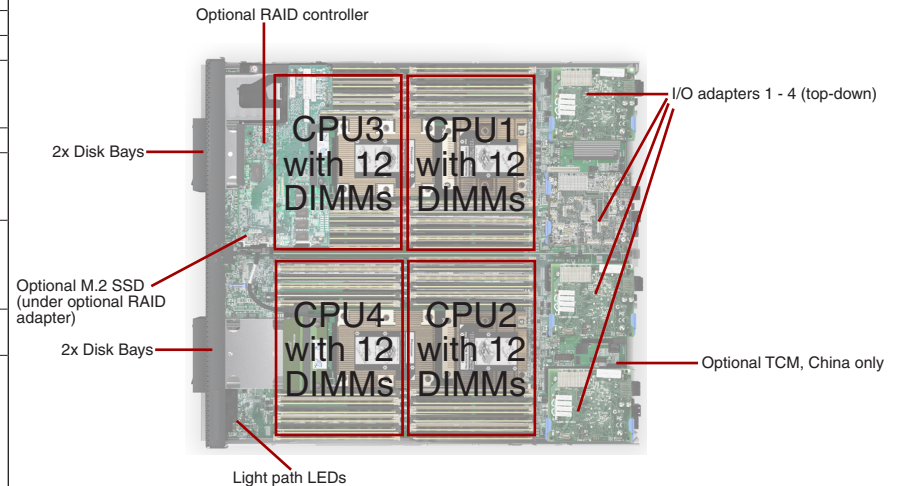 Optional RAID controller
I/O adapters 1 - 4 (top-down)
2x Disk Bays
CPU3
with 12
DIMMs
CPU1
with 12
DIMMs
Optional M.2 SSD
(under optional RAID
adapter)
2x Disk Bays
CPU4
with 12
DIMMs
CPU2
with 12
DIMMs
Optional TCM, China only
Light path LEDs